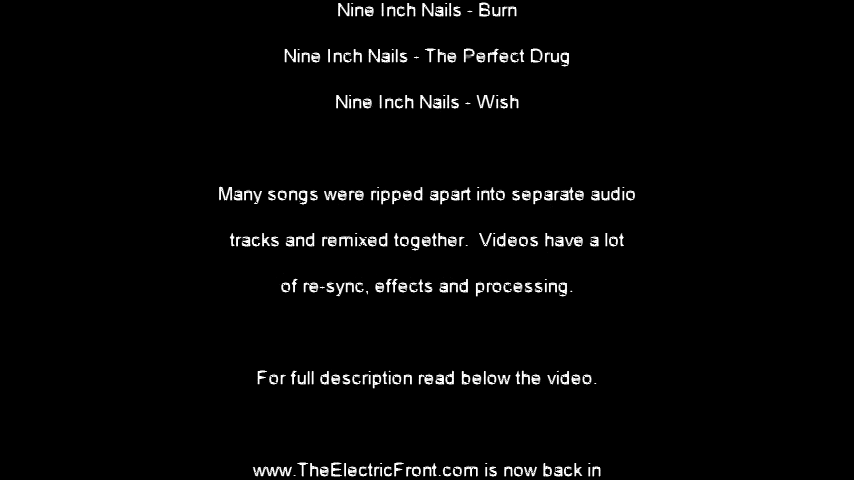 Nine Inch Nails - Burn
Nine Inch Nails - The Perfect Drug
Nine Inch Nails - Wish
Many songs were ripped apart into separate audio
tracks and remixed together.  Videos have a lot
of re-sync, effects and processing.
For full description read below the video.
www.TheElectricFront.com is now back in